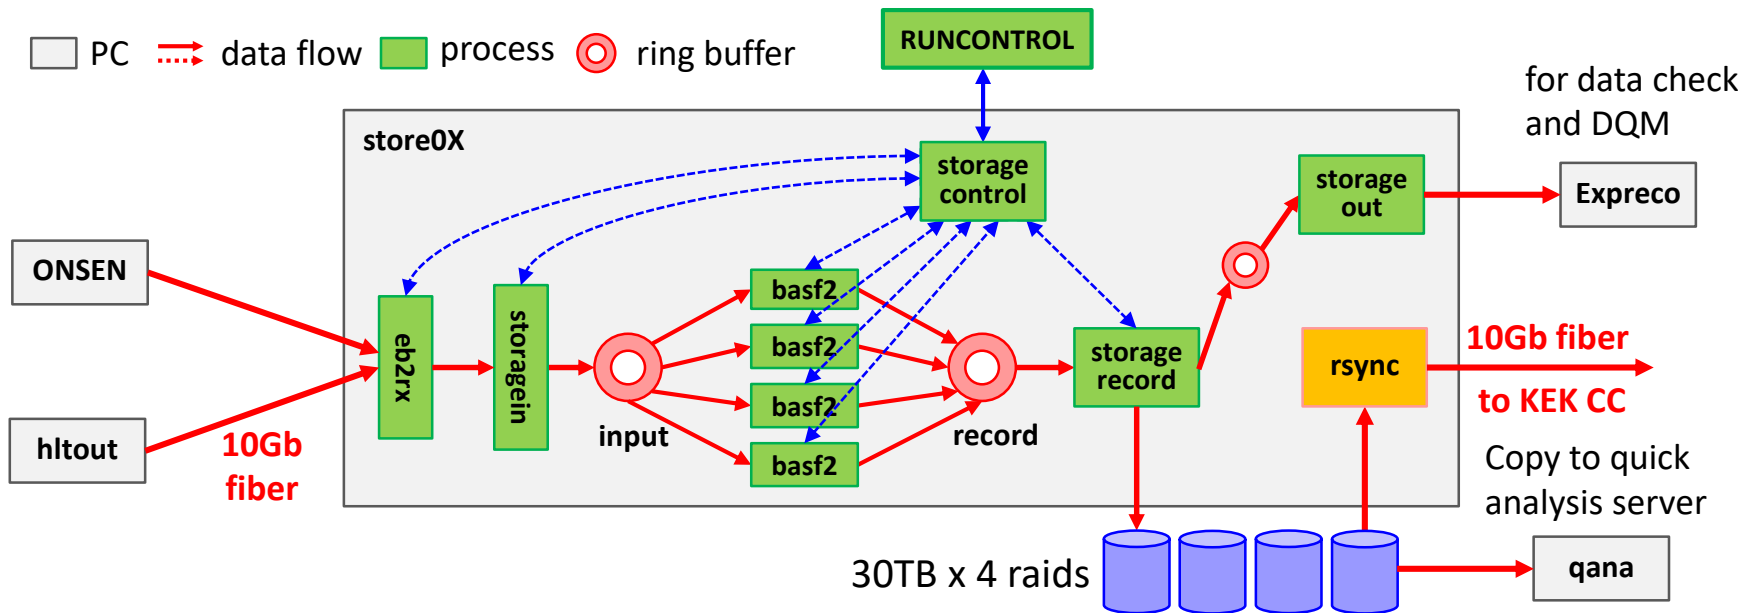 PC
data flow
process
ring buffer
RUNCONTROL
for data check
and DQM
store0X
storage
control
storage
out
Expreco
ONSEN
eb2rx
storagein
basf2
basf2
basf2
basf2
input
record
storage
record
rsync
10Gb fiber
to KEK CC
hltout
10Gb
fiber
Copy to quick
analysis server
30TB x 4 raids
qana